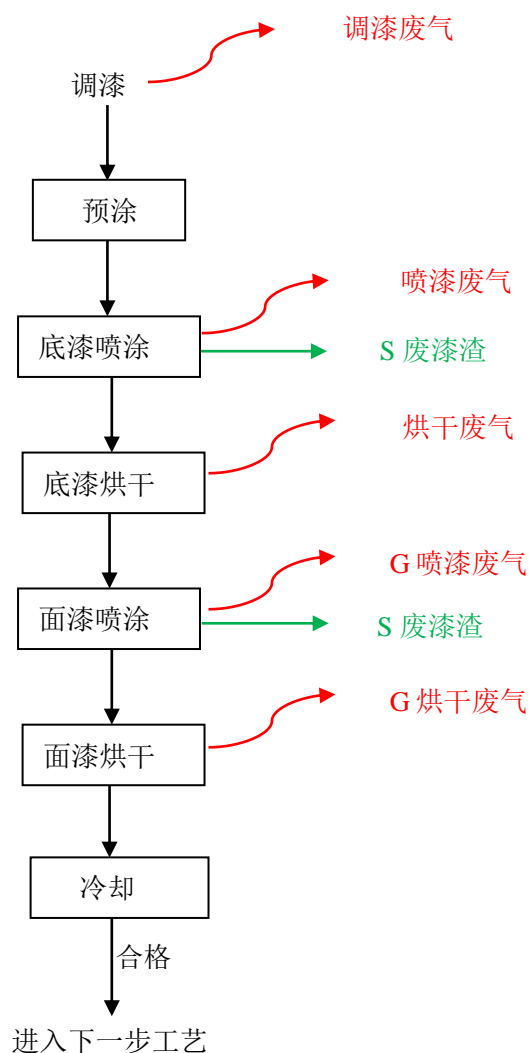 调漆废气
调漆
预涂
喷漆废气
底漆喷涂
S 废漆渣
烘干废气
底漆烘干
G 喷漆废气
面漆喷涂
S 废漆渣
G 烘干废气
面漆烘干
冷却
合格
进入下一步工艺